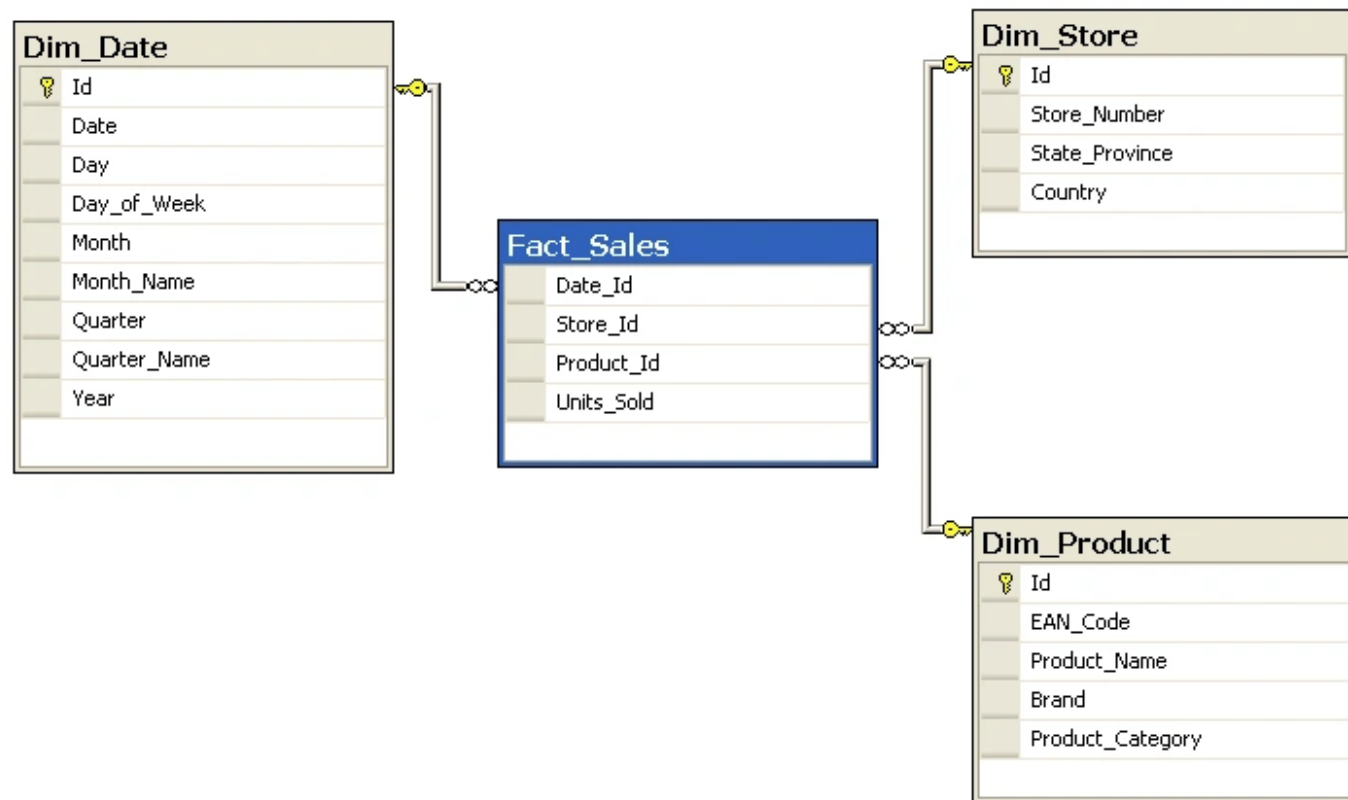 Dim_Date
Id
Date
Day
Day_of_Week
Month
Month_Name
Quarter
Quarter_Name
Year
Fact_Sales
Date_Id
Store_Id
Product_Id
Units_Sold
Dim_Store
Id
Store_Number
State_Province
Country
Dim_Product
Id
EAN_Code
Product_Name
Brand
Product_Category